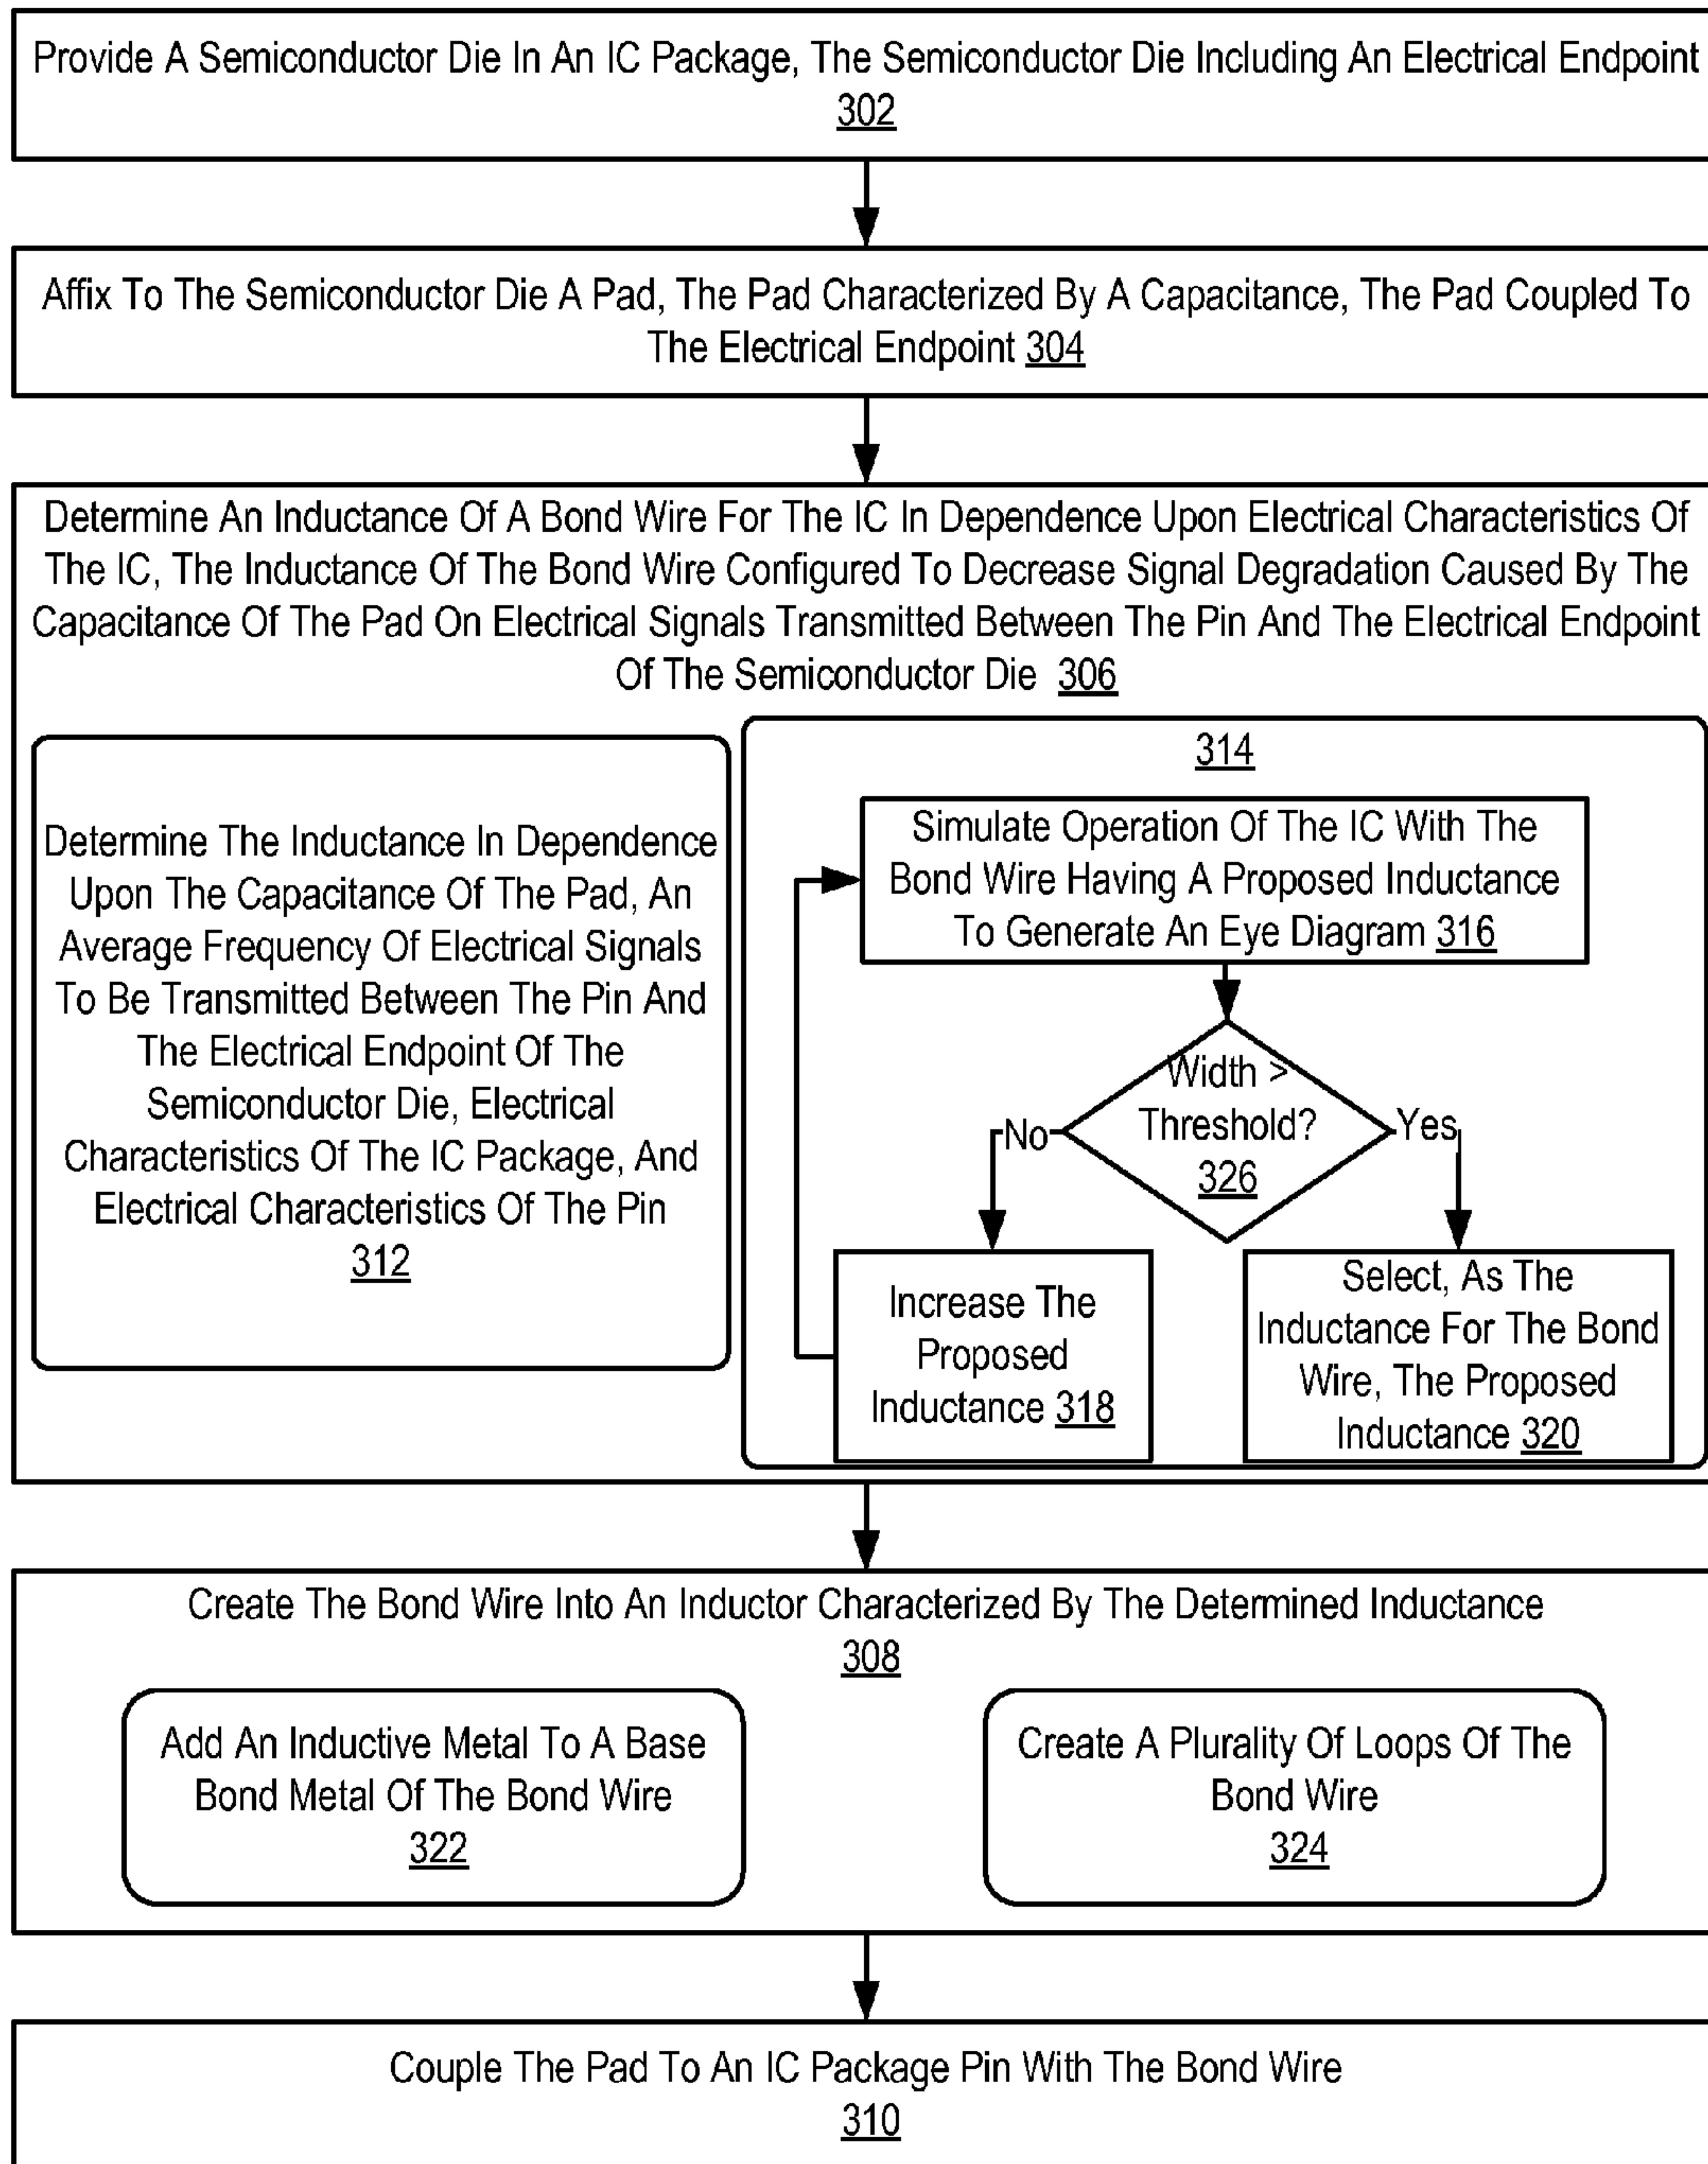 Provide A Semiconductor Die In An IC Package, The Semiconductor Die Including An Electrical Endpoint
302
Affix To The Semiconductor Die A Pad, The Pad Characterized By A Capacitance, The Pad Coupled To
The Electrical Endpoint 304
Determine An Inductance Of A Bond Wire For The IC In Dependence Upon Electrical Characteristics Of
The IC, The Inductance Of The Bond Wire Configured To Decrease Signal Degradation Caused By The
Capacitance Of The Pad On Electrical Signals Transmitted Between The Pin And The Electrical Endpoint
Of The Semiconductor Die 306
Determine The Inductance In Dependence
Upon The Capacitance Of The Pad, An
Average Frequency Of Electrical Signals
To Be Transmitted Between The Pin And
The Electrical Endpoint Of The
Semiconductor Die, Electrical
Characteristics Of The IC Package, And
Electrical Characteristics Of The Pin
312
314
Simulate Operation Of The IC With The
Bond Wire Having A Proposed Inductance
To Generate An Eye Diagram 316
Width >
Threshold?
326
No
Yes
Increase The
Proposed
Inductance 318
Select, As The
Inductance For The Bond
Wire, The Proposed
Inductance 320
Create The Bond Wire Into An Inductor Characterized By The Determined Inductance
308
Add An Inductive Metal To A Base
Bond Metal Of The Bond Wire
322
Create A Plurality Of Loops Of The
Bond Wire
324
Couple The Pad To An IC Package Pin With The Bond Wire
310